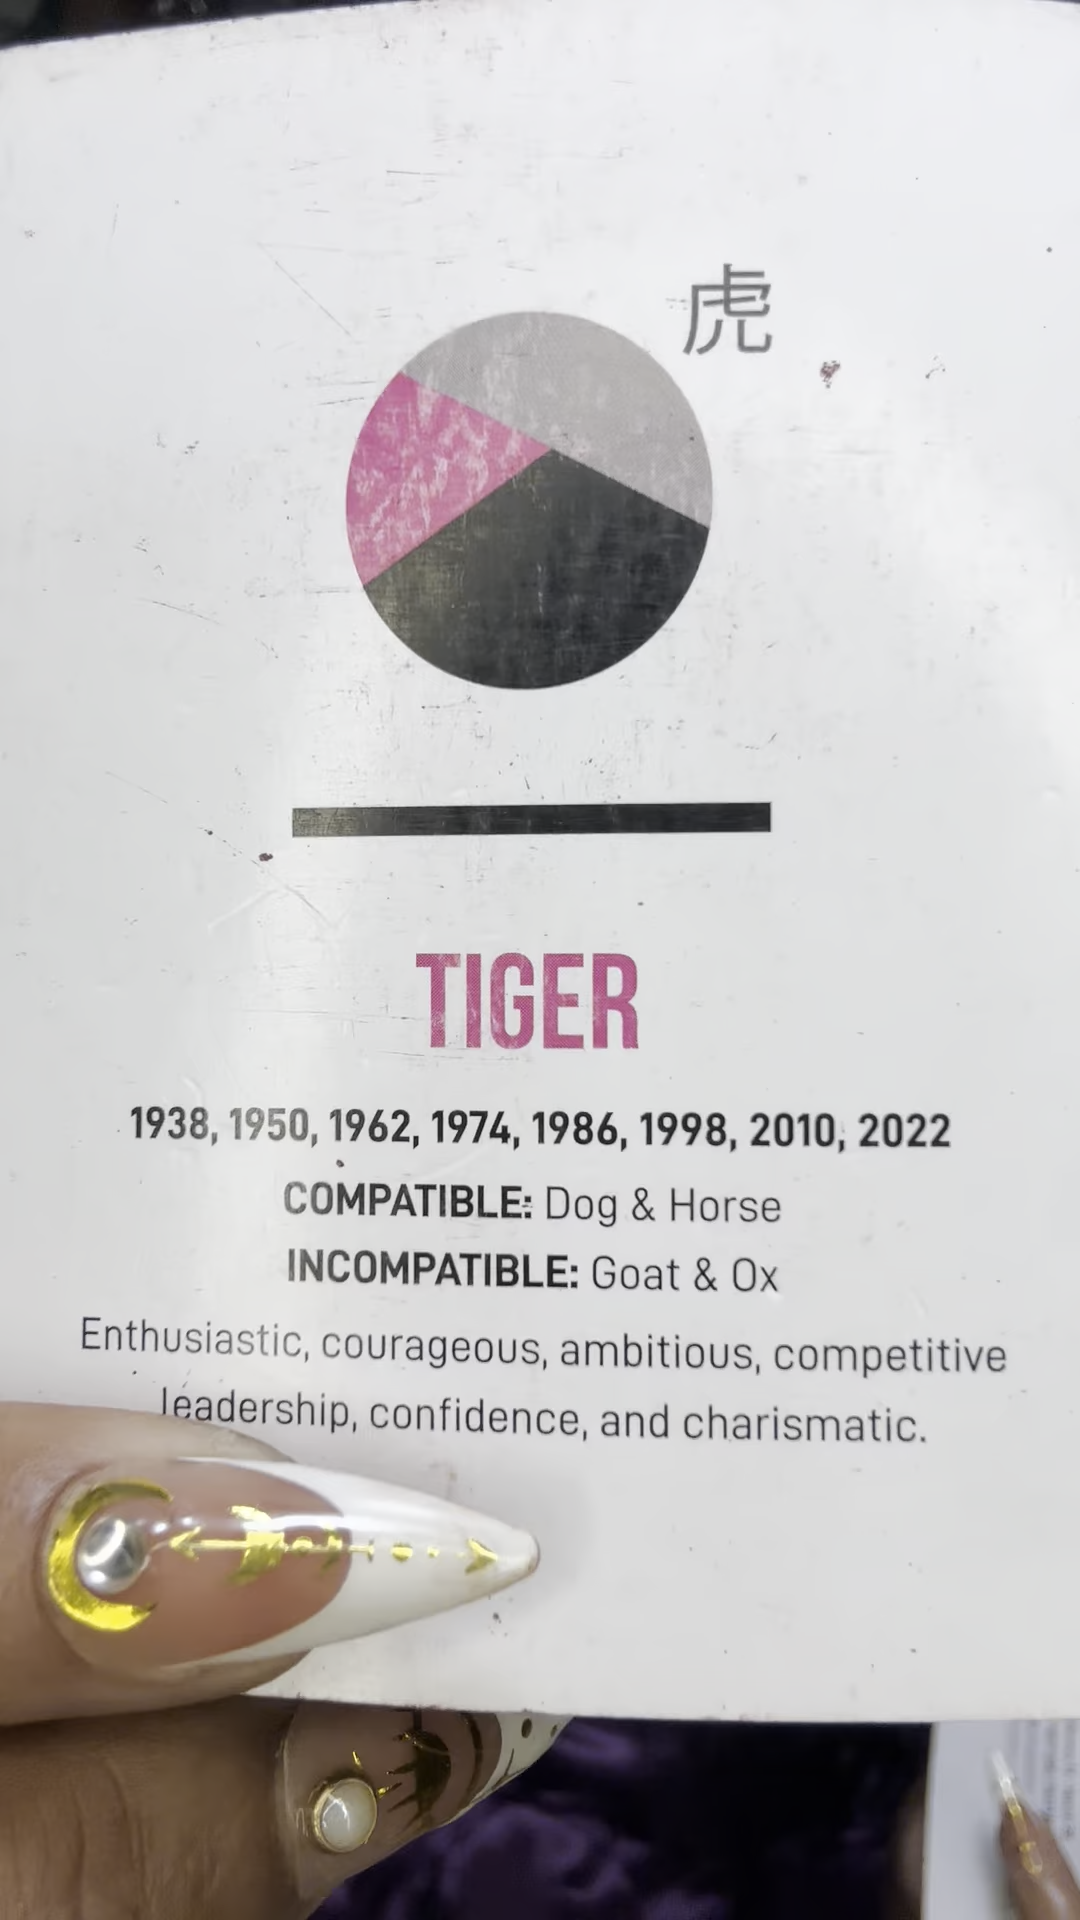 虎
TIGER
1938, 1950, 1962, 1974, 1986, 1998, 2010, 2022
COMPATIBLE: Dog & Horse
INCOMPATIBLE: Goat & Ox
Enthusiastic, courageous, ambitious, competitive
leadership, confidence, and charismatic.